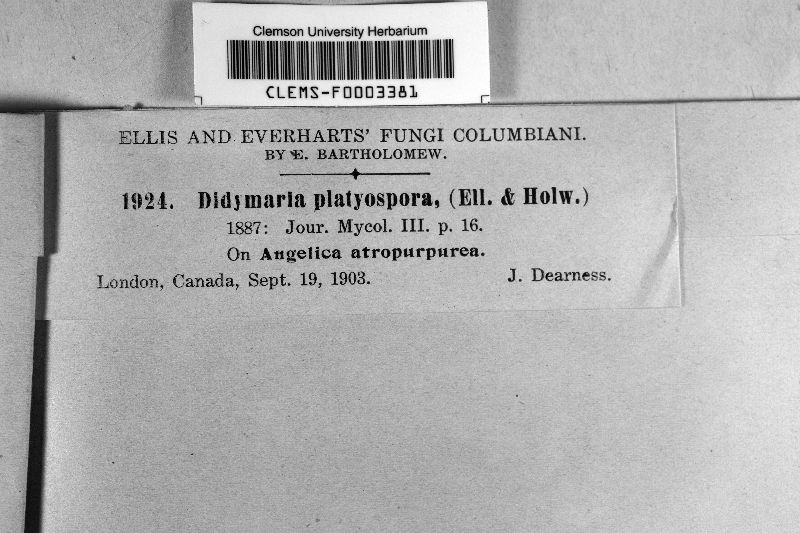 Clemson University Herbarium
CLEMS-F0003381
ELLIS AND EVERHARTS' FUNGI COLUMBIANI.
BY E. BARTHOLOMEW.
1924. Didymaria platyospora, (Ell. & Holw.)
1887: Jour. Mycol. III. p. 16.
On Angelica atropurpurea.
London, Canada, Sept. 19, 1903. J. Dearness.